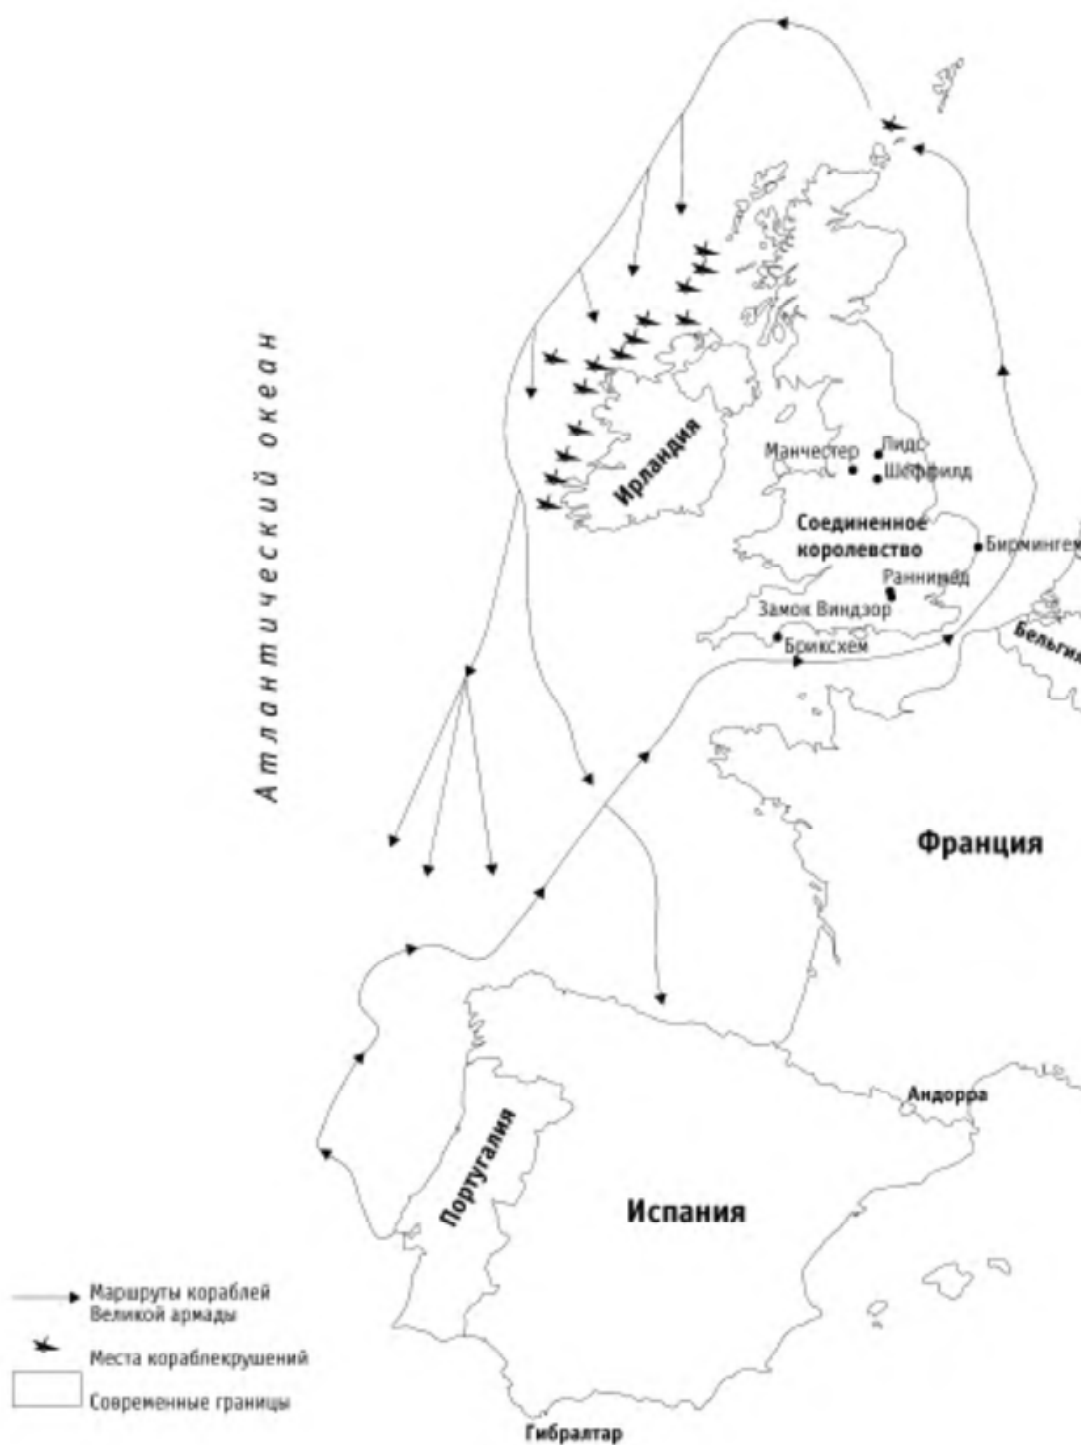 Атлантический океан
Ирландия
Манчестер
Лидс
Шеффилд
Соединенное
королевство
Бирмингем
Раннимед
Замок Виндзор
Бриксхем
Бельгия
Франция
Андорра
Португалия
Испания
Маршруты кораблей
Великой армады
Места кораблекрушений
Современные границы
Гибралтар